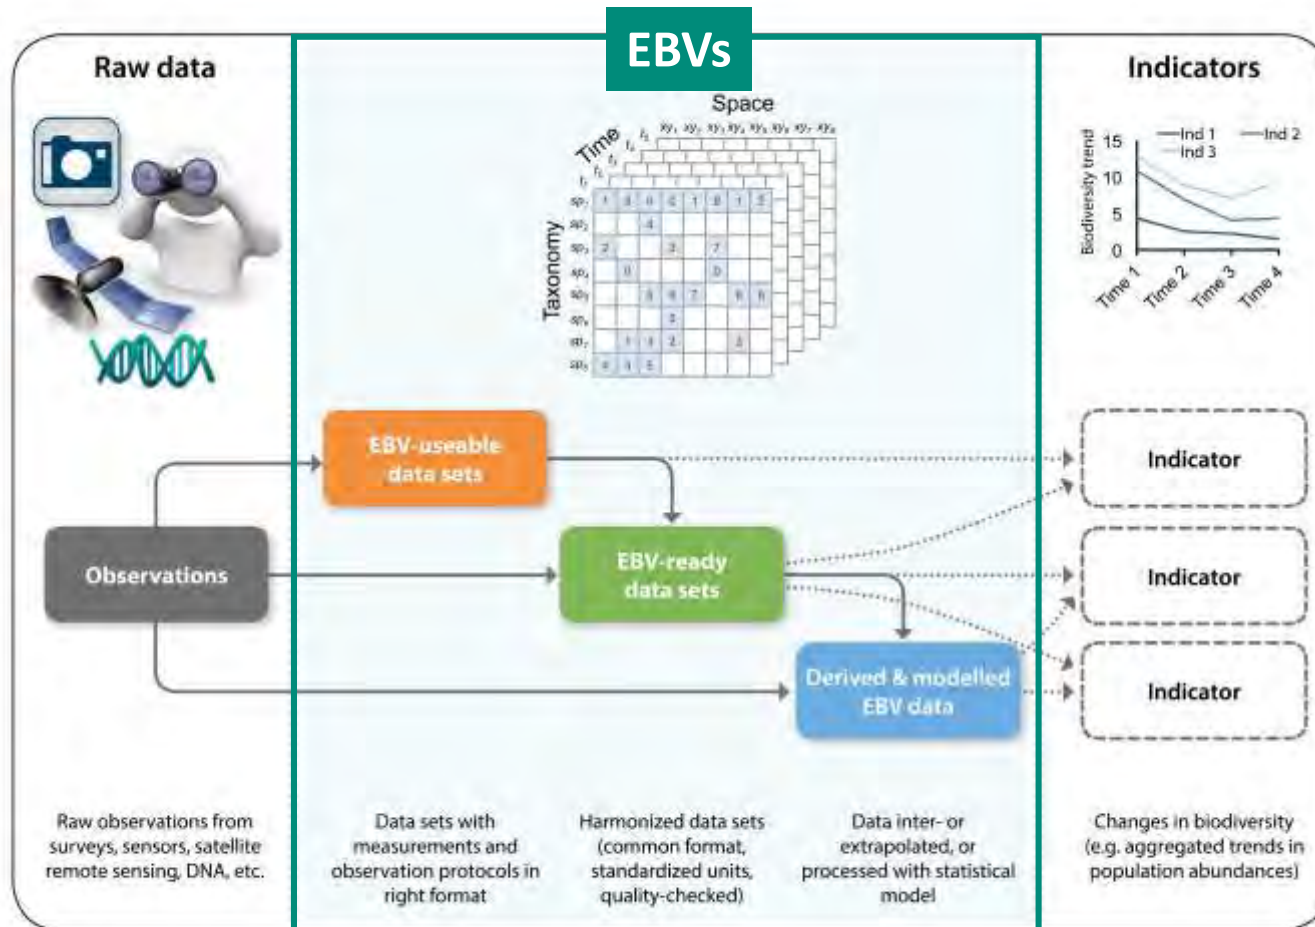 EBVs
Raw data
Indicators
Space
Time
Taxonomy
Biodiversity trend
15
10
5
0
Ind 1
Ind 2
Ind 3
Time 1
Time 2
Time 3
Time 4
EBV-useable
data sets
Indicator
Observations
EBV-ready
data sets
Indicator
Derived & modelled
EBV data
Indicator
Raw observations from
surveys, sensors, satellite
remote sensing, DNA, etc.
Data sets with
measurements and
observation protocols in
right format
Harmonized data sets
(common format,
standardized units,
quality-checked)
Data inter- or
extrapolated, or
processed with statistical
model
Changes in biodiversity
(e.g. aggregated trends in
population abundances)